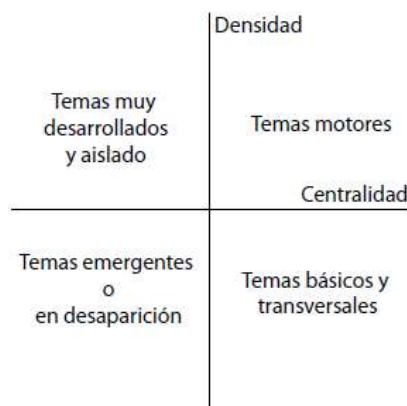 Densidad
Temas muy
desarrollados
y aislado
Temas motores
Centralidad
Temas emergentes
o
en desaparición
Temas básicos y
transversales